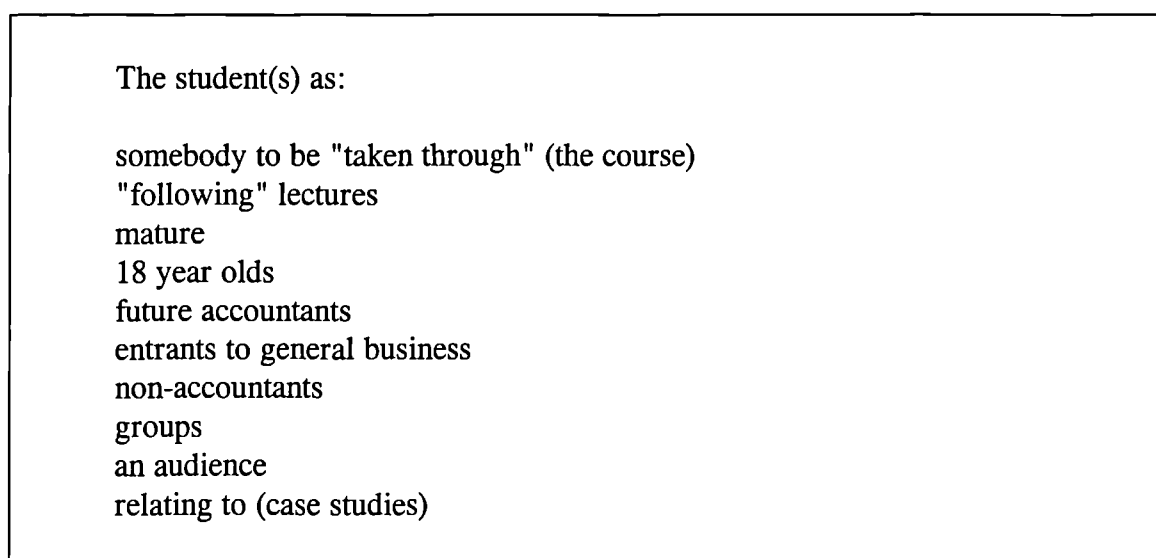 The student(s) as:
somebody to be "taken through" (the course)
"following" lectures
mature
18 year olds
future accountants
entrants to general business
non-accountants
groups
an audience
relating to (case studies)